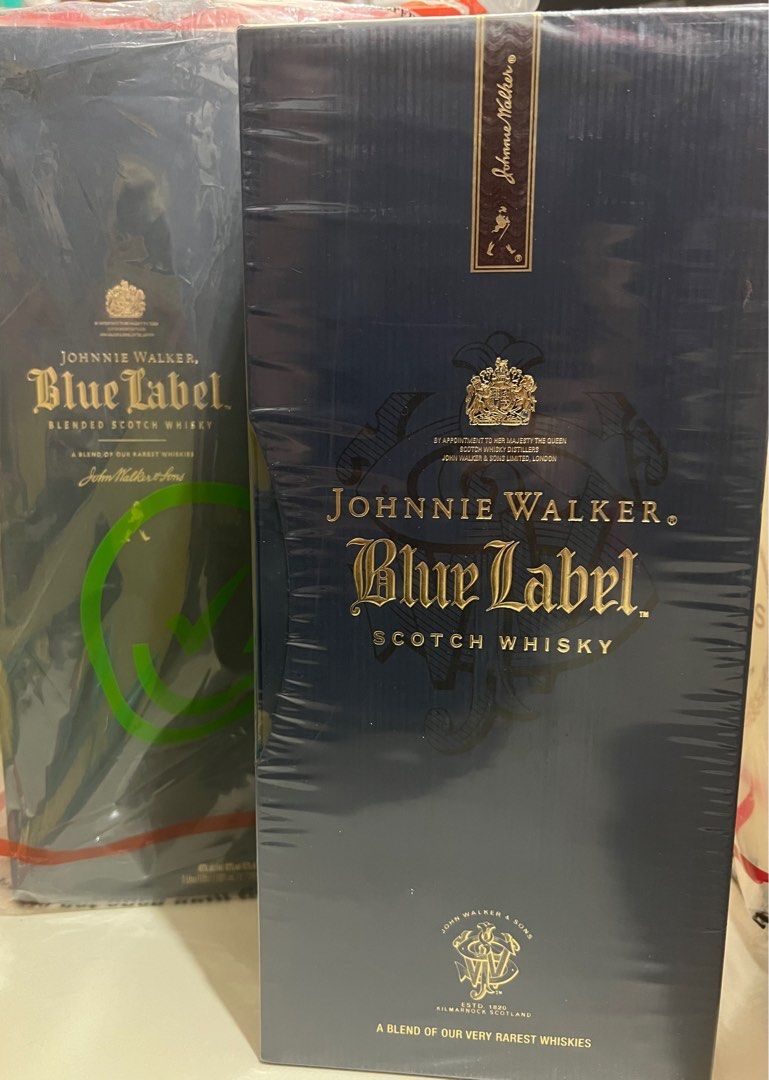 Johnnie Walker®
BY APPOINTMENT TO HER MAJESTY THE QUEEN
SCOTCH WHISKY DISTILLERS
JOHN WALKER & SONS LIMITED, LONDON
JOHNNIE WALKER®
Blue Label™
SCOTCH WHISKY
JOHN WALKER & SONS
ESTD. 1820
KILMARNOCK SCOTLAND
A BLEND OF OUR VERY RAREST WHISKIES
JOHNNIE WALKER,
Blue Label™
BLENDED SCOTCH WHISKY
A BLEND OF OUR RAREST WHISKIES
John Walker & Sons